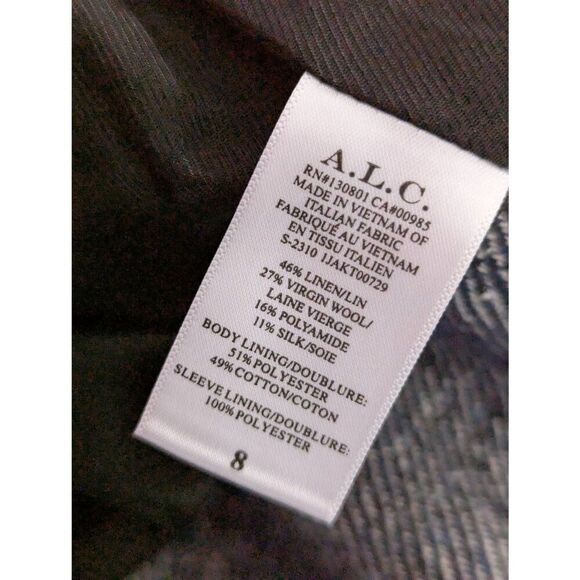 A.L.C.
RN#130801 CA#00985
MADE IN VIETNAM OF
ITALIAN FABRIC
FABRIQUÉ AU VIETNAM
EN TISSU ITALIEN
S-2310 1JAKT00729
46% LINEN/LIN
27% VIRGIN WOOL/
LAINE VIERGE
16% POLYAMIDE
11% SILK/SOIE
BODY LINING/DOUBLURE:
51% POLYESTER
49% COTTON/COTON
SLEEVE LINING/DOUBLURE:
100% POLYESTER
8